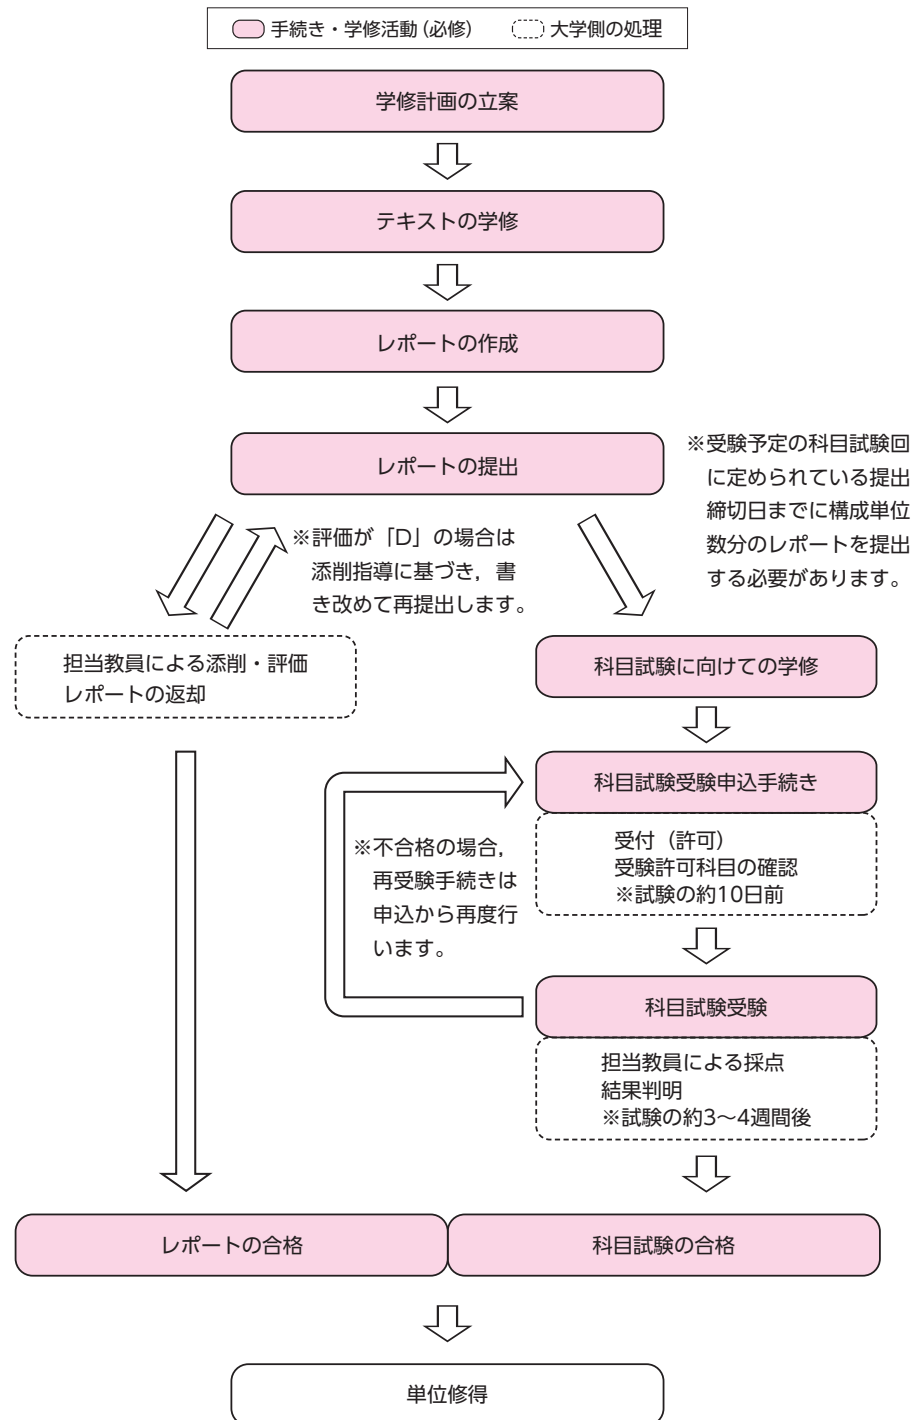 手続き・学修活動（必修）　大学側の処理
学修計画の立案
テキストの学修
レポートの作成
レポートの提出
※受験予定の科目試験回
に定められている提出
締切日までに構成単位
数分のレポートを提出
する必要があります。
※評価が「D」の場合は
添削指導に基づき，書
き改めて再提出します。
担当教員による添削・評価
レポートの返却
科目試験に向けての学修
科目試験受験申込手続き
受付（許可）
受験許可科目の確認
※試験の約10日前
※不合格の場合，
再受験手続きは
申込から再度行
います。
科目試験受験
担当教員による採点
結果判明
※試験の約3～4週間後
レポートの合格
科目試験の合格
単位修得